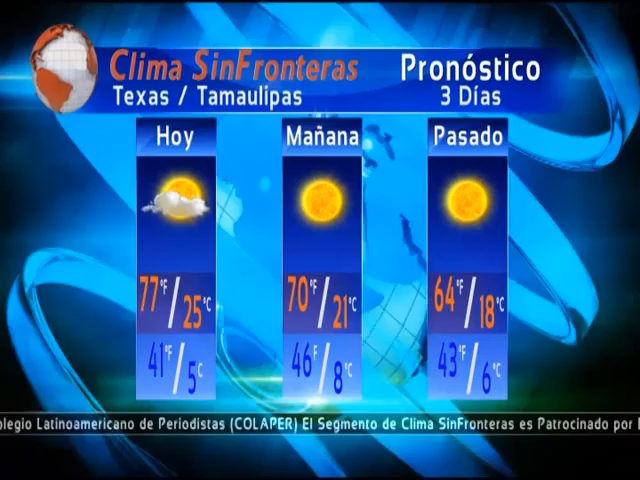 Clima SinFronteras
Texas / Tamaulipas
Pronóstico
3 Días
Hoy
77°F/25°C
41°F/5°C
Mañana
70°F/21°C
46°F/8°C
Pasado
64°F/18°C
43°F/6°C
olegio Latinoamericano de Periodistas (COLAPER) El Segmento de Clima SinFronteras es Patrocinado por